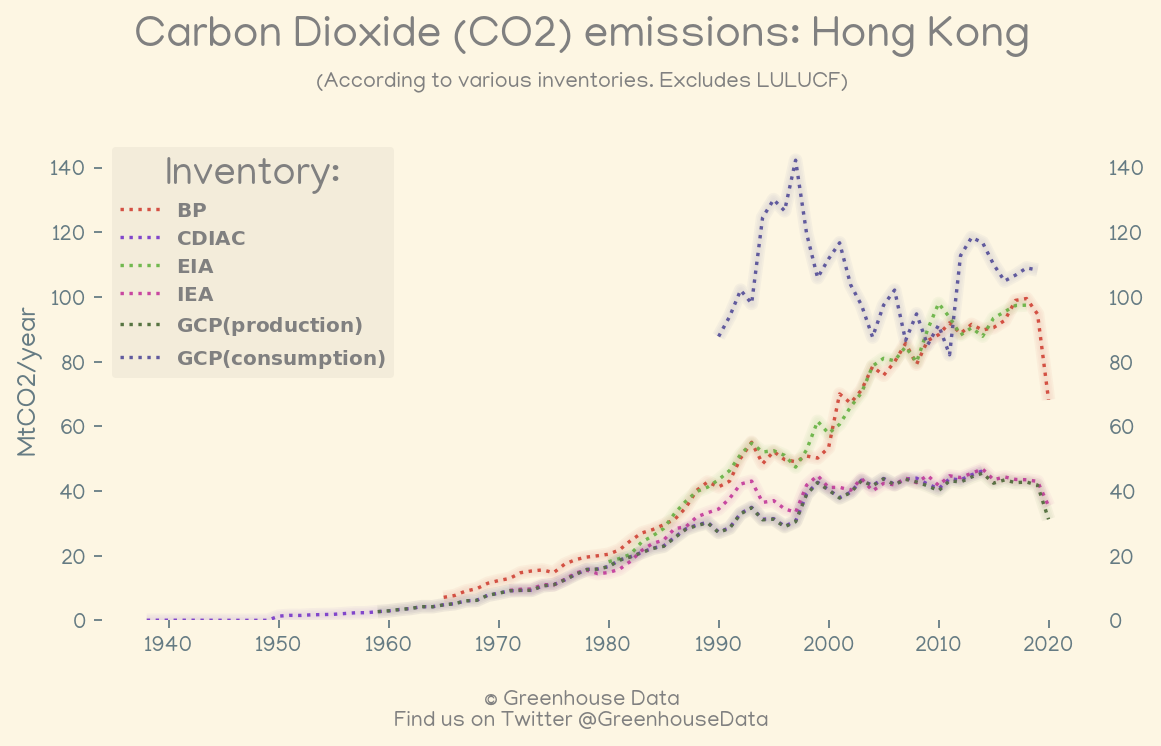 Carbon Dioxide (CO2) emissions: Hong Kong
(According to various inventories. Excludes LULUCF)
Inventory:
BP
CDIAC
EIA
IEA
GCP(production)
GCP(consumption)
MtCO2/year
140
120
100
80
60
40
20
0
140
120
100
80
60
40
20
0
1940 1950 1960 1970 1980 1990 2000 2010 2020
© Greenhouse Data
Find us on Twitter @GreenhouseData